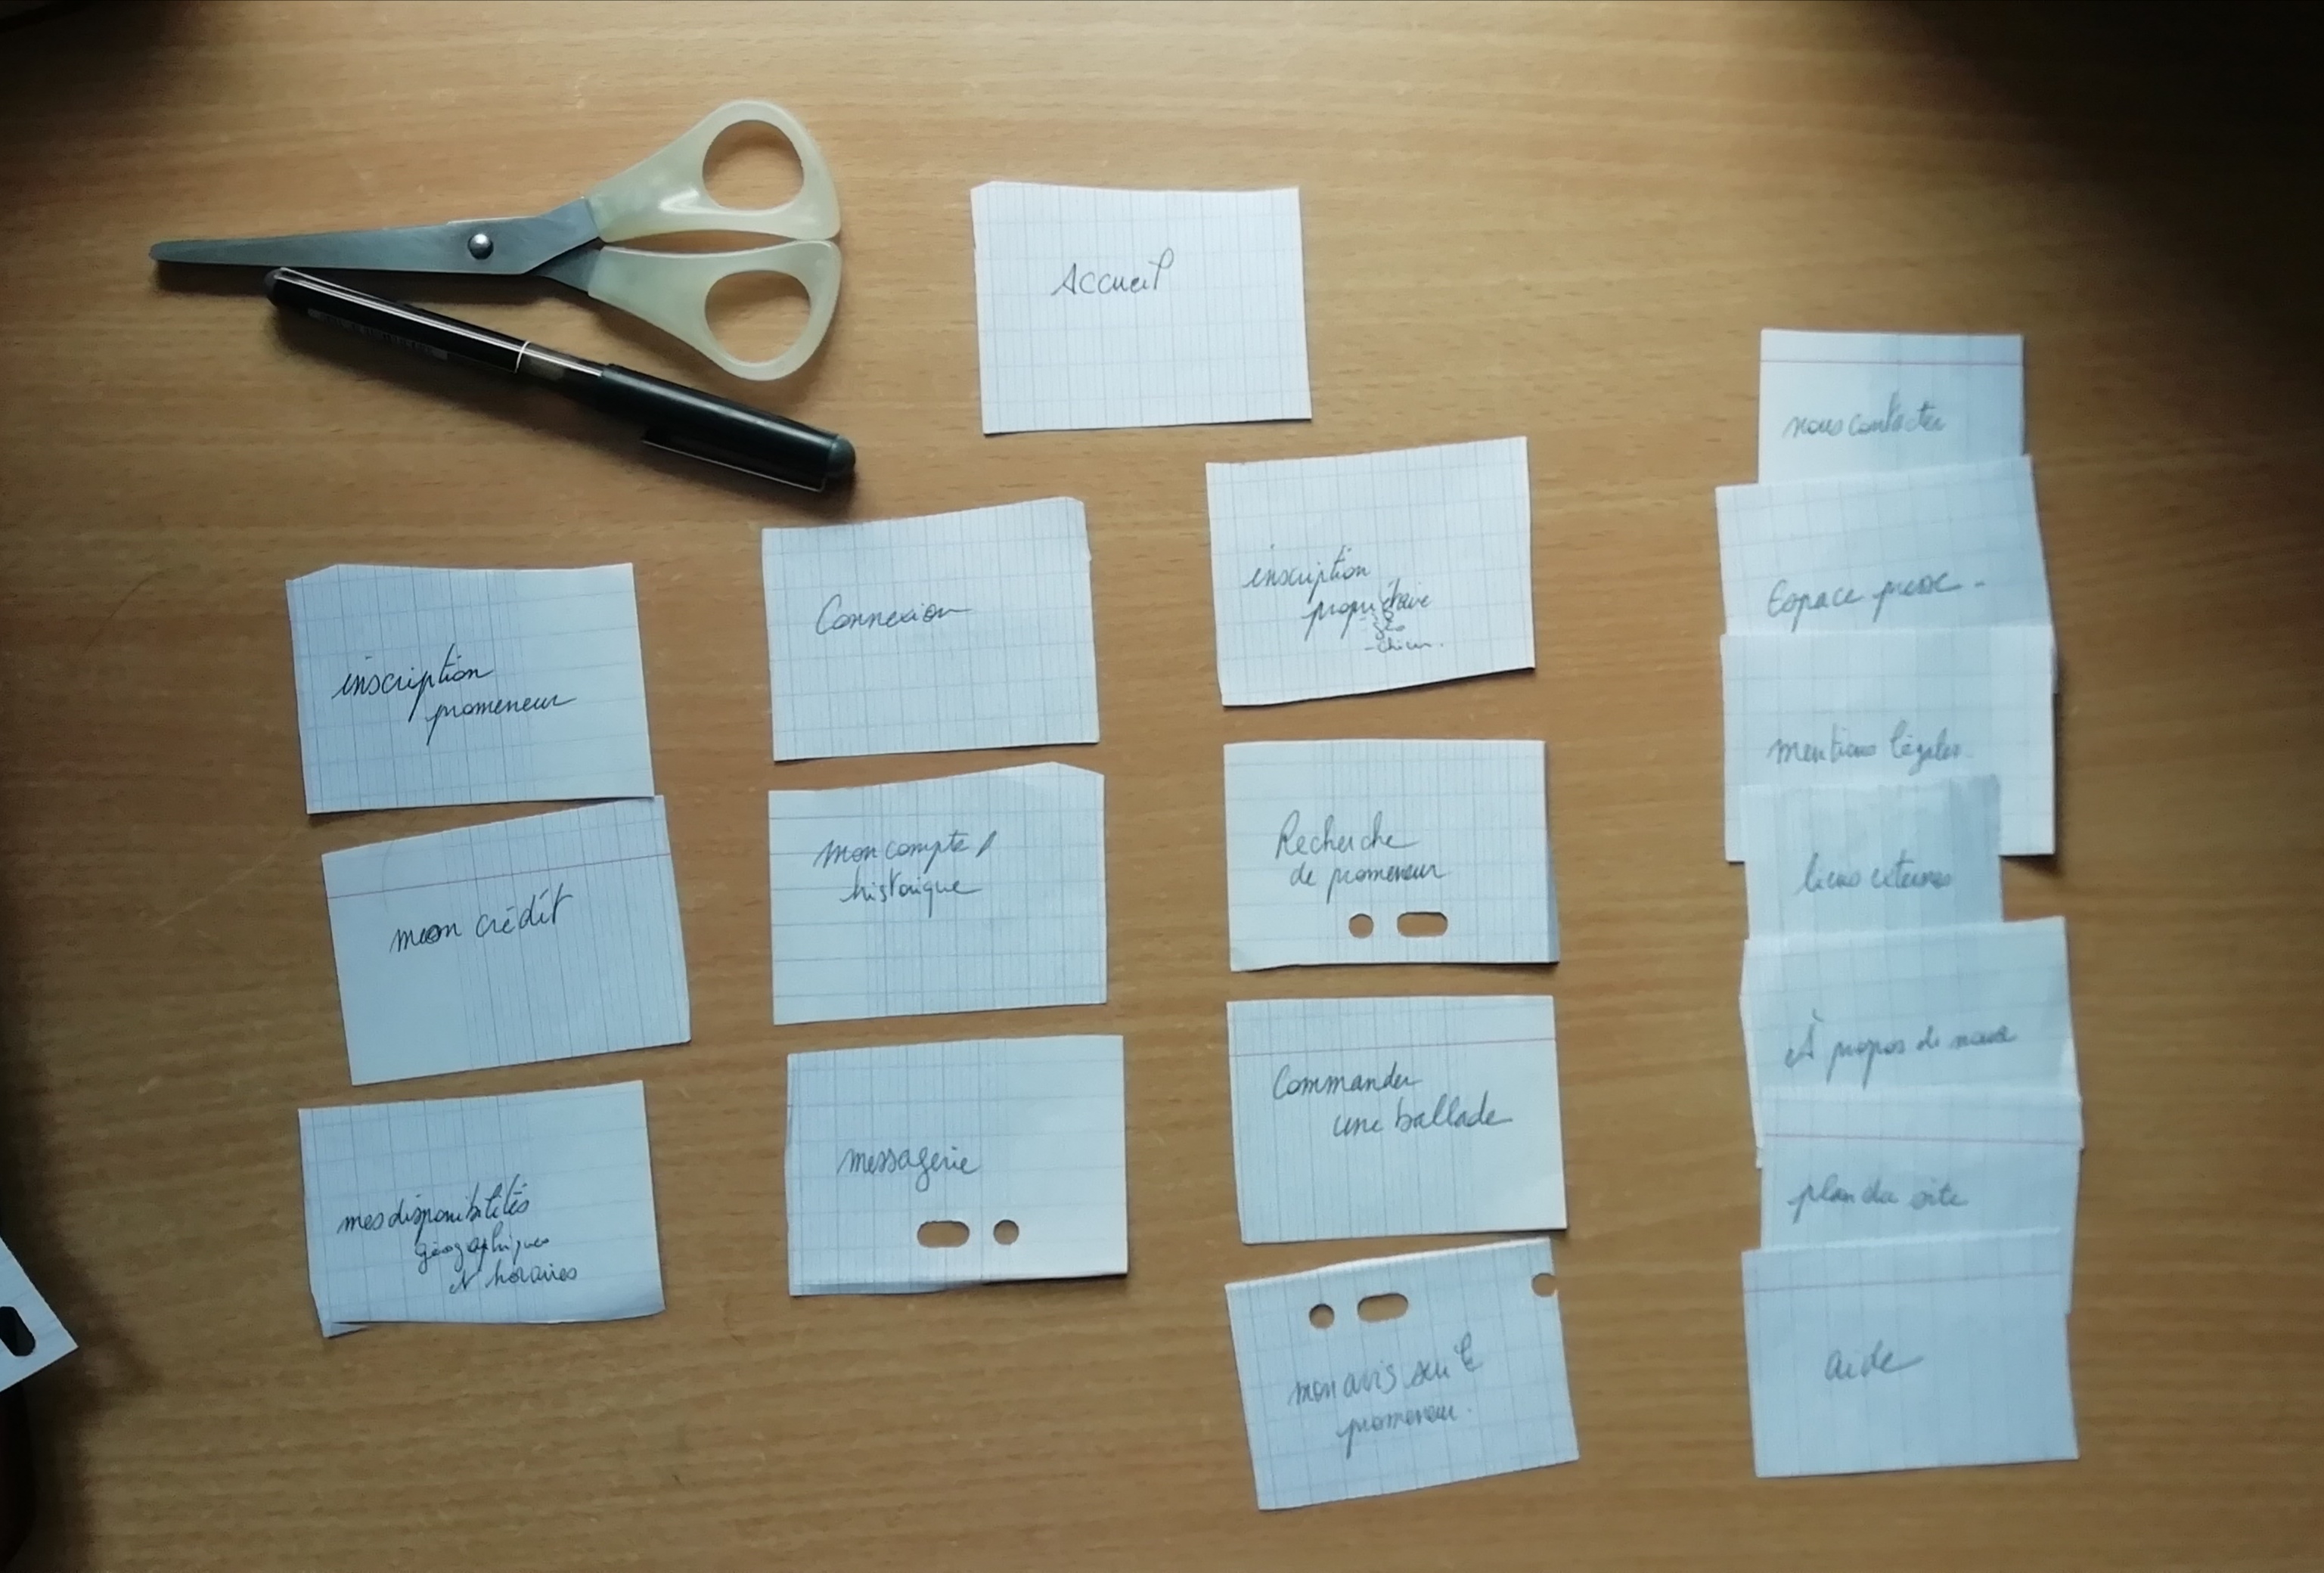 Accueil
inscription
promeneur
mon crédit
mes disponibilités
géographiques
et horaires
Connexion
mon compte /
historique
messagerie
inscription
propriétaire
- chien.
Recherche
de promeneur
Commander
une ballade
mon avis sur le
promeneur.
nous contacter
Espace presse -
mentions légales
liens externes
À propos de nous
plan du site
aide